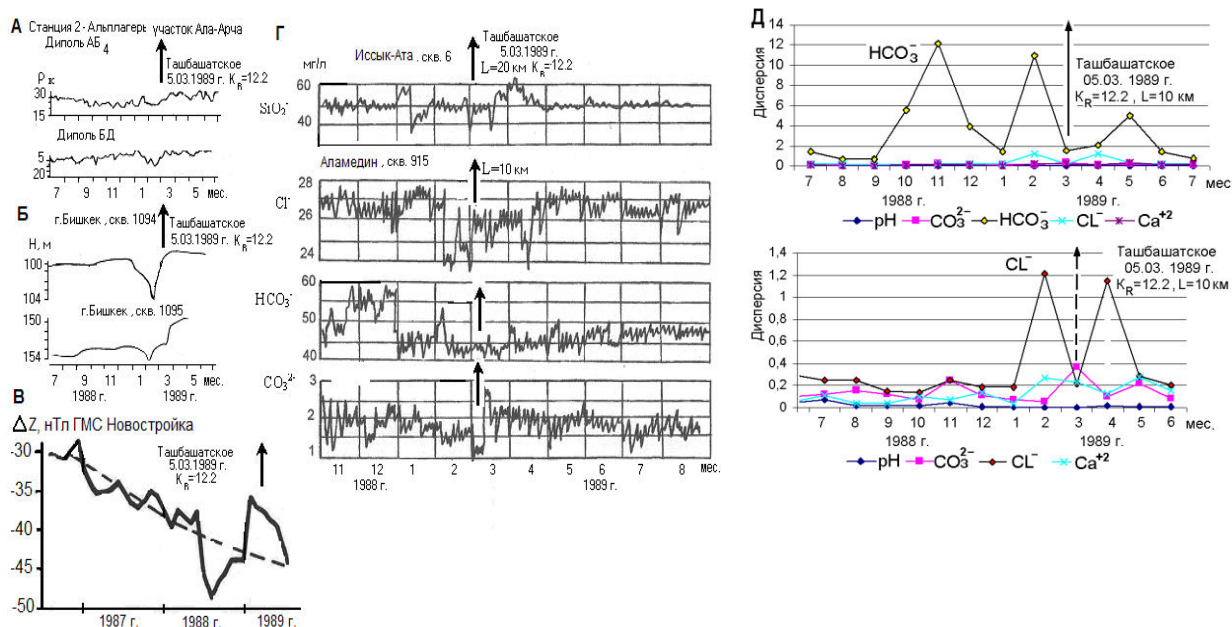 А
Станция 2 - Альплагерь участок Ала-Арча
Диполь АБ 4
Ташбашатское
5.03.1989 г. K R =12.2
ρ к
30
15
Диполь БД
5
20
7 9 11 1 3 5 мес.
Б
г.Бишкек, скв. 1094
Ташбашатское
5.03.1989 г. K R =12.2
H, м
100
104
г.Бишкек, скв. 1095
150
154
7 9 11 1 3 5 мес.
1988 г. 1989 г.
В
ΔZ, нТл ГМС Новостройка
Ташбашатское
5.03.1989 г.
K R =12.2
-30
-35
-40
-45
-50
1987 г. 1988 г. 1989 г.
Г
Иссык-Ата, скв. 6
Ташбашатское
5.03.1989 г.
L=20 км K R =12.2
мг/л
60
40
Аламедин, скв. 915
L=10 км
28
Cl⁻
26
24
60
HCO₃⁻
50
40
CO₃²⁻
3
2
1
11 12 1 2 3 4 5 6 7 8 мес.
1988 г. 1989 г.
Д
Дисперсия
14
12
10
8
6
4
2
0
HCO₃⁻
Ташбашатское
05.03. 1989 г.
K R =12.2 , L=10 км
7 8 9 10 11 12 1 2 3 4 5 6 7 мес.
1988 г. 1989 г.
pH CO₃²⁻ HCO₃⁻ CL⁻ Ca⁺²
Дисперсия
1,4
1,2
1
0,8
0,6
0,4
0,2
0
CL⁻
Ташбашатское
05.03. 1989 г.
K R =12.2, L=10 км
7 8 9 10 11 12 1 2 3 4 5 6 мес.
1988 г. 1989 г.
pH CO₃²⁻ CL⁻ Ca⁺²